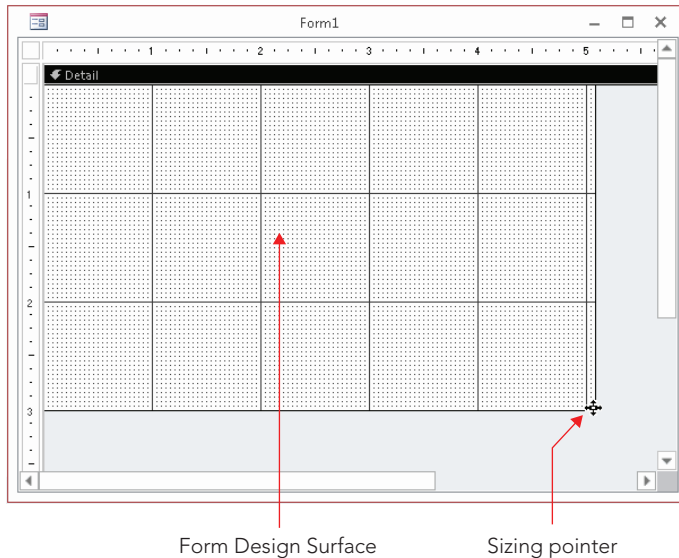 Form1
1 2 3 4 5
Detail
1
2
3
Form Design Surface Sizing pointer